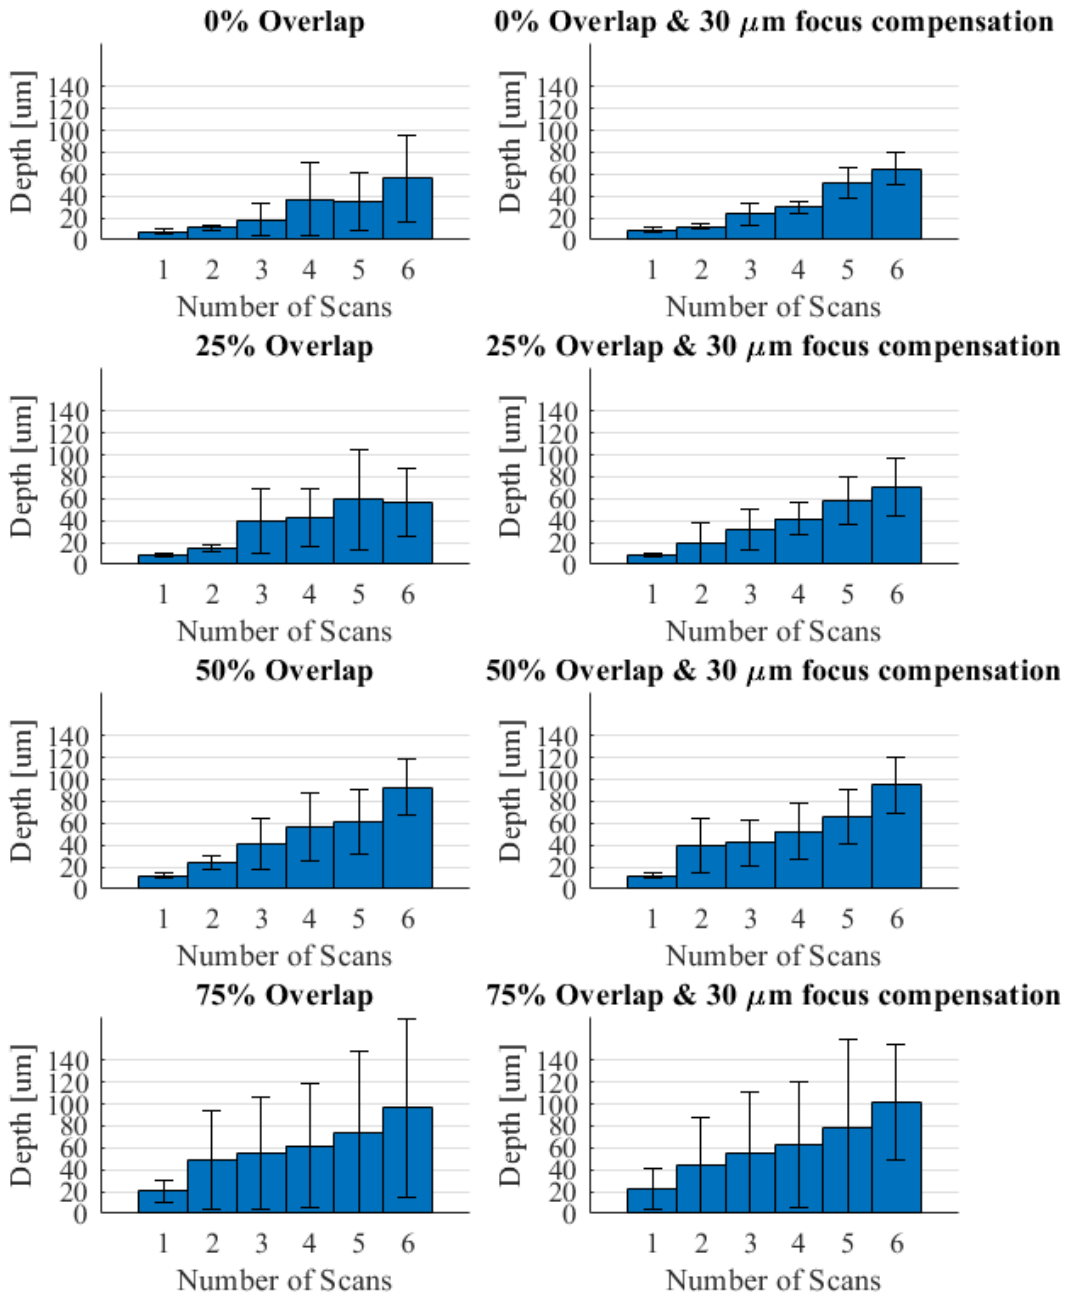 0% Overlap
Depth [um]
140
120
100
80
60
40
20
0
1 2 3 4 5 6
Number of Scans
0% Overlap & 30 μm focus compensation
Depth [um]
140
120
100
80
60
40
20
0
1 2 3 4 5 6
Number of Scans
25% Overlap
Depth [um]
140
120
100
80
60
40
20
0
1 2 3 4 5 6
Number of Scans
25% Overlap & 30 μm focus compensation
Depth [um]
140
120
100
80
60
40
20
0
1 2 3 4 5 6
Number of Scans
50% Overlap
Depth [um]
140
120
100
80
60
40
20
0
1 2 3 4 5 6
Number of Scans
50% Overlap & 30 μm focus compensation
Depth [um]
140
120
100
80
60
40
20
0
1 2 3 4 5 6
Number of Scans
75% Overlap
Depth [um]
140
120
100
80
60
40
20
0
1 2 3 4 5 6
Number of Scans
75% Overlap & 30 μm focus compensation
Depth [um]
140
120
100
80
60
40
20
0
1 2 3 4 5 6
Number of Scans